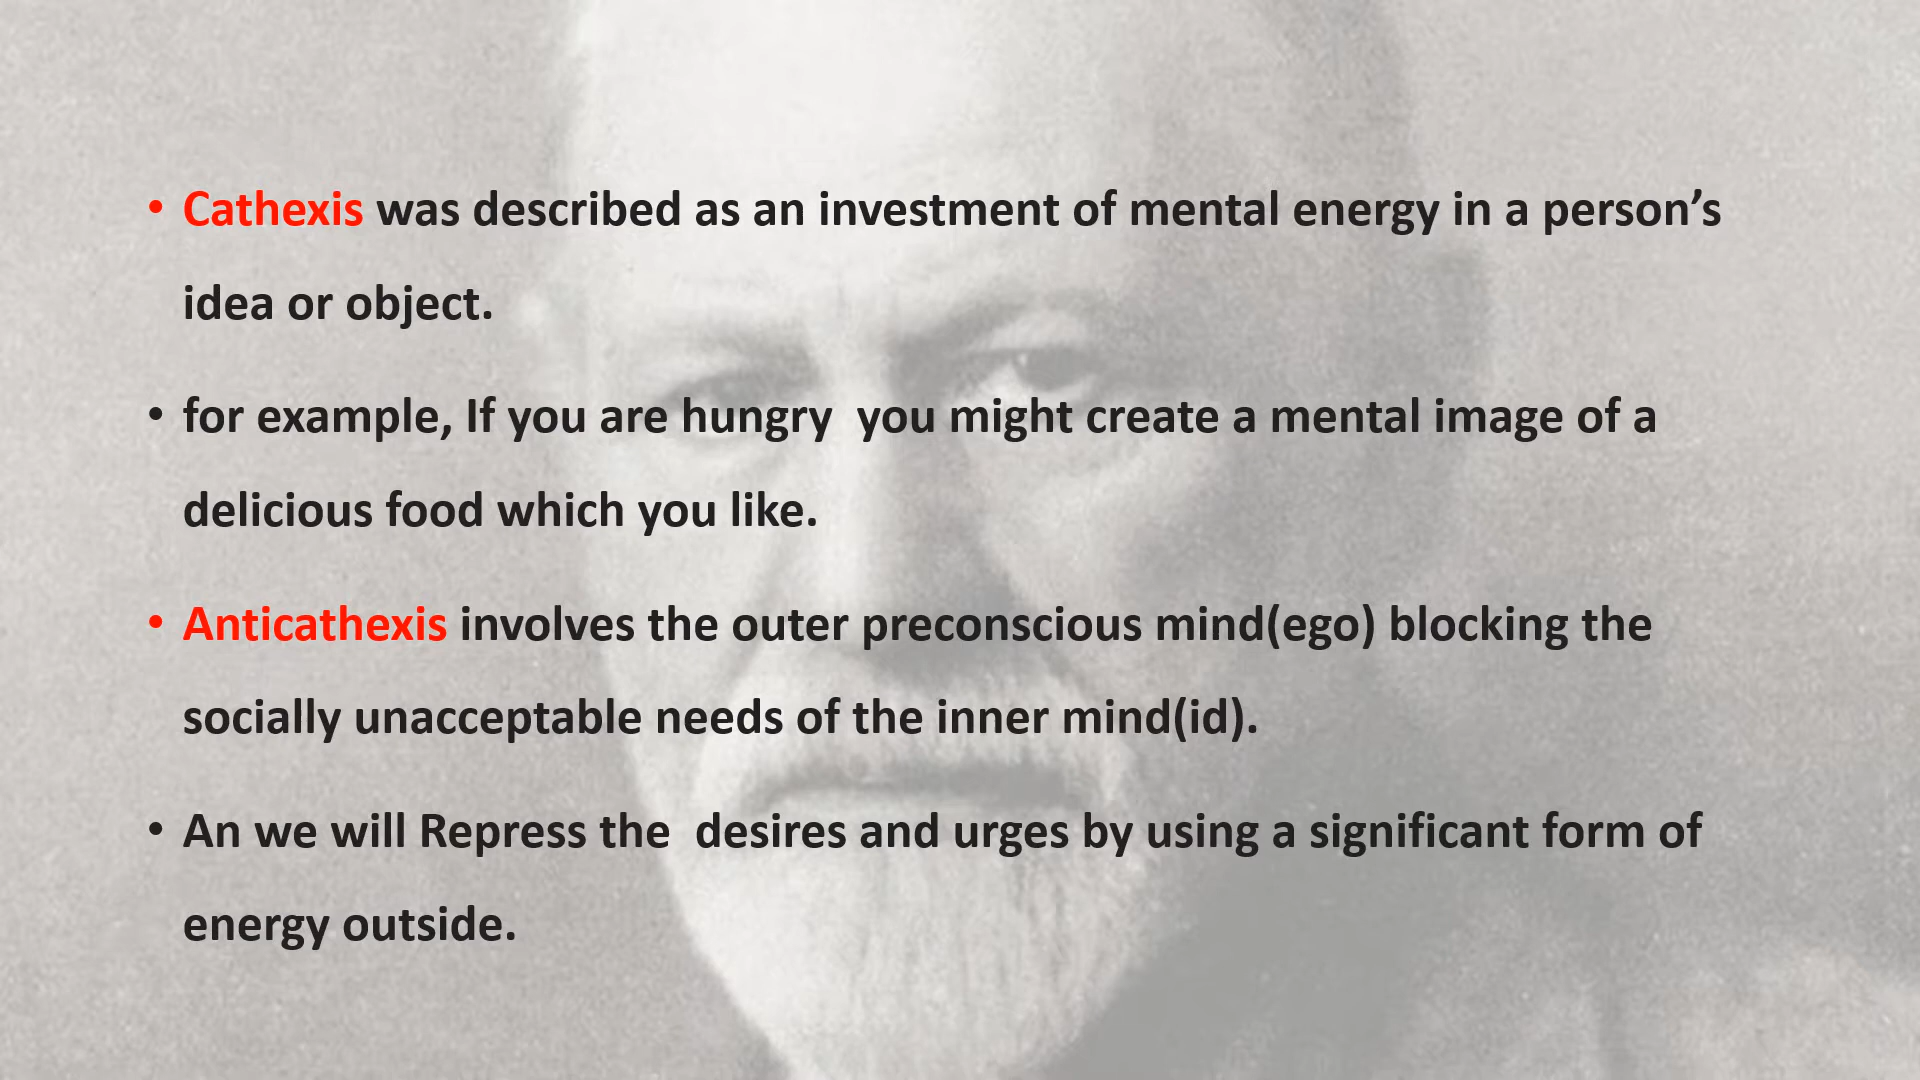 • Cathexis was described as an investment of mental energy in a person’s
idea or object.
• for example, If you are hungry  you might create a mental image of a
delicious food which you like.
• Anticathexis involves the outer preconscious mind(ego) blocking the
socially unacceptable needs of the inner mind(id).
• An we will Repress the  desires and urges by using a significant form of
energy outside.